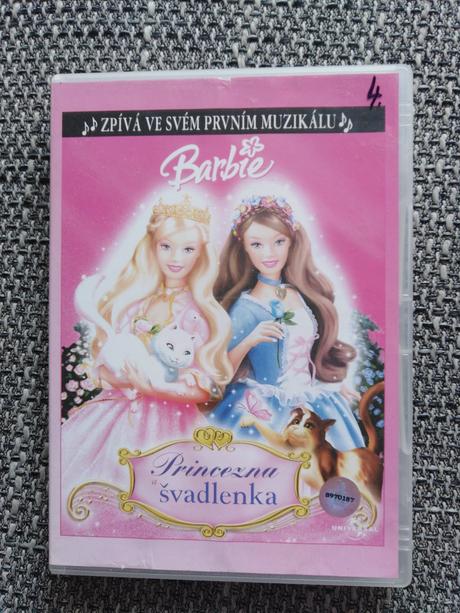 4.
♪♪ ZPÍVÁ VE SVÉM PRVNÍM MUZIKÁLU ♪♪
Barbie
Princezna
a
švadlenka
8970187
UNIVERSAL